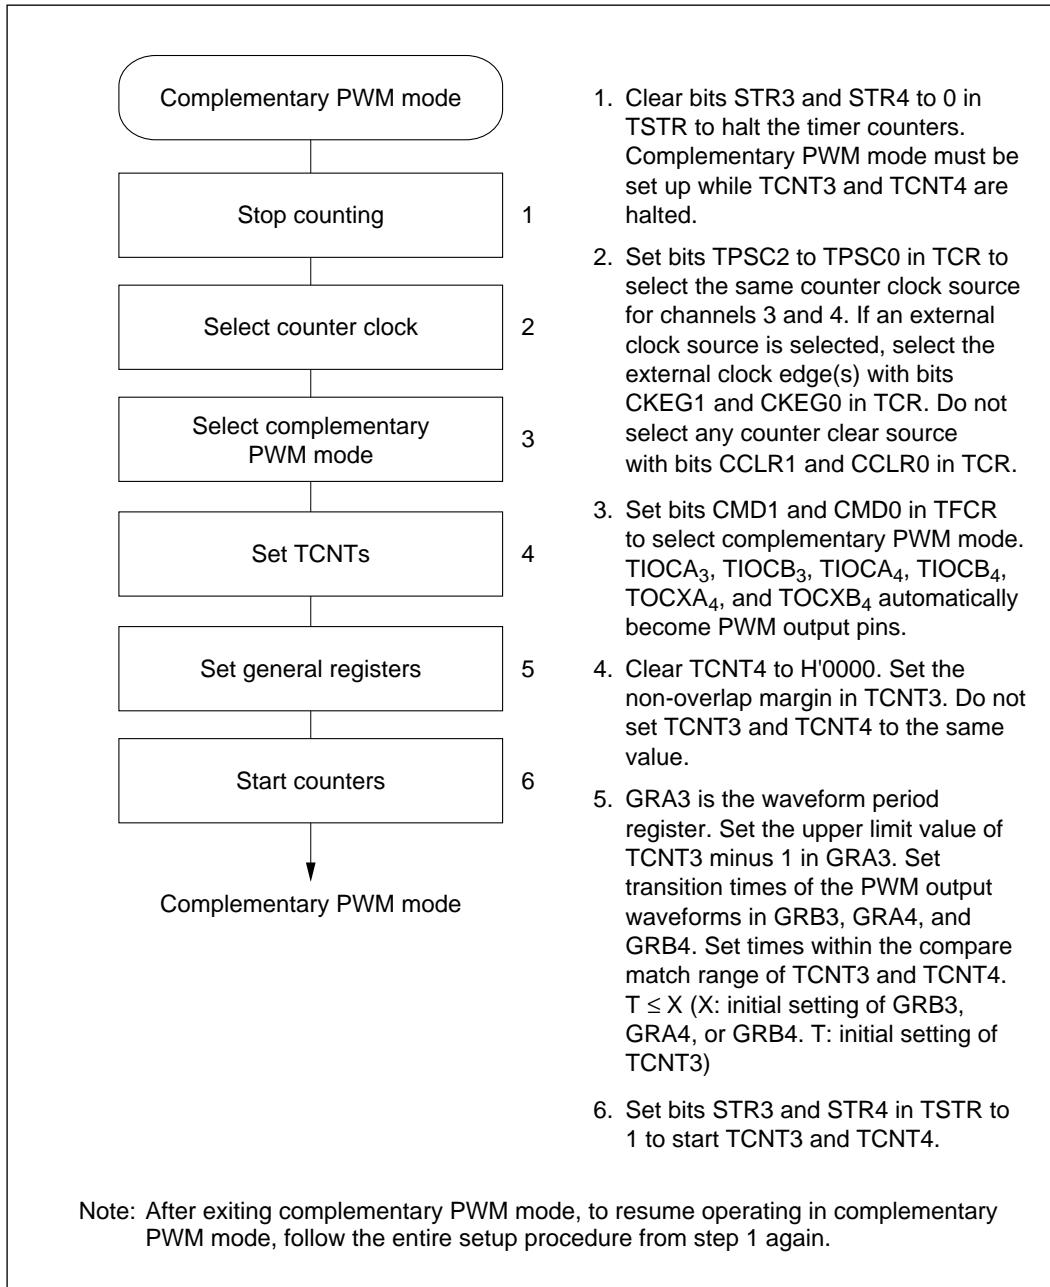 Complementary PWM mode
Stop counting
1
Select counter clock
2
Select complementary
PWM mode
3
Set TCNTs
4
Set general registers
5
Start counters
6
Complementary PWM mode
1. Clear bits STR3 and STR4 to 0 in
TSTR to halt the timer counters.
Complementary PWM mode must be
set up while TCNT3 and TCNT4 are
halted.
2. Set bits TPSC2 to TPSC0 in TCR to
select the same counter clock source
for channels 3 and 4. If an external
clock source is selected, select the
external clock edge(s) with bits
CKEG1 and CKEG0 in TCR. Do not
select any counter clear source
with bits CCLR1 and CCLR0 in TCR.
3. Set bits CMD1 and CMD0 in TFCR
to select complementary PWM mode.
TIOCA₃, TIOCB₃, TIOCA₄, TIOCB₄,
TOCXA₄, and TOCXB₄ automatically
become PWM output pins.
4. Clear TCNT4 to H'0000. Set the
non-overlap margin in TCNT3. Do not
set TCNT3 and TCNT4 to the same
value.
5. GRA3 is the waveform period
register. Set the upper limit value of
TCNT3 minus 1 in GRA3. Set
transition times of the PWM output
waveforms in GRB3, GRA4, and
GRB4. Set times within the compare
match range of TCNT3 and TCNT4.
T ≤ X (X: initial setting of GRB3,
GRA4, or GRB4. T: initial setting of
TCNT3)
6. Set bits STR3 and STR4 in TSTR to
1 to start TCNT3 and TCNT4.
Note: After exiting complementary PWM mode, to resume operating in complementary
PWM mode, follow the entire setup procedure from step 1 again.